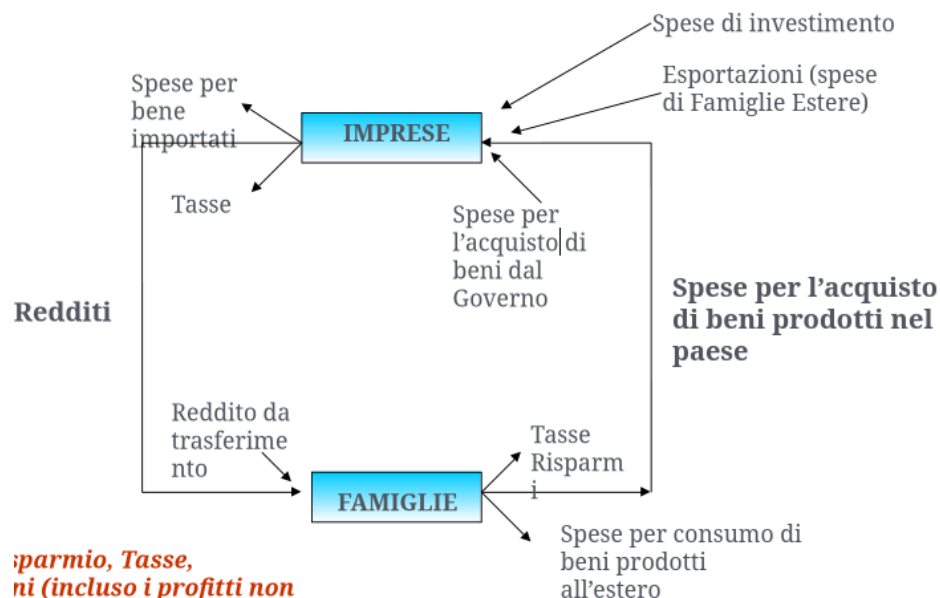 Spese di investimento
Esportazioni (spese
di Famiglie Estere)
Spese per
bene
importati
IMPRESE
Tasse
Spese per
l’acquisto di
beni dal
Governo
Redditi
Spese per l’acquisto
di beni prodotti nel
paese
Reddito da
trasferime
nto
Tasse
Risparm
i
FAMIGLIE
Spese per consumo di
beni prodotti
all’estero
sparmio, Tasse,
ni (incluso i profitti non